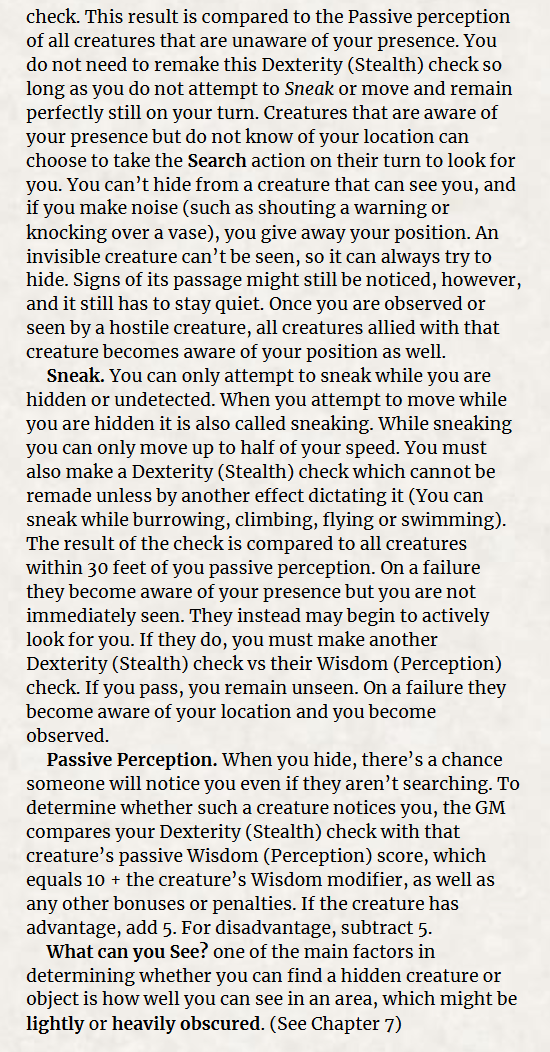 check. This result is compared to the Passive perception
of all creatures that are unaware of your presence. You
do not need to remake this Dexterity (Stealth) check so
long as you do not attempt to Sneak or move and remain
perfectly still on your turn. Creatures that are aware of
your presence but do not know of your location can
choose to take the Search action on their turn to look for
you. You can’t hide from a creature that can see you, and
if you make noise (such as shouting a warning or
knocking over a vase), you give away your position. An
invisible creature can’t be seen, so it can always try to
hide. Signs of its passage might still be noticed, however,
and it still has to stay quiet. Once you are observed or
seen by a hostile creature, all creatures allied with that
creature becomes aware of your position as well.
Sneak. You can only attempt to sneak while you are
hidden or undetected. When you attempt to move while
you are hidden it is also called sneaking. While sneaking
you can only move up to half of your speed. You must
also make a Dexterity (Stealth) check which cannot be
remade unless by another effect dictating it (You can
sneak while burrowing, climbing, flying or swimming).
The result of the check is compared to all creatures
within 30 feet of you passive perception. On a failure
they become aware of your presence but you are not
immediately seen. They instead may begin to actively
look for you. If they do, you must make another
Dexterity (Stealth) check vs their Wisdom (Perception)
check. If you pass, you remain unseen. On a failure they
become aware of your location and you become
observed.
Passive Perception. When you hide, there’s a chance
someone will notice you even if they aren’t searching. To
determine whether such a creature notices you, the GM
compares your Dexterity (Stealth) check with that
creature’s passive Wisdom (Perception) score, which
equals 10 + the creature’s Wisdom modifier, as well as
any other bonuses or penalties. If the creature has
advantage, add 5. For disadvantage, subtract 5.
What can you See? one of the main factors in
determining whether you can find a hidden creature or
object is how well you can see in an area, which might be
lightly or heavily obscured. (See Chapter 7)